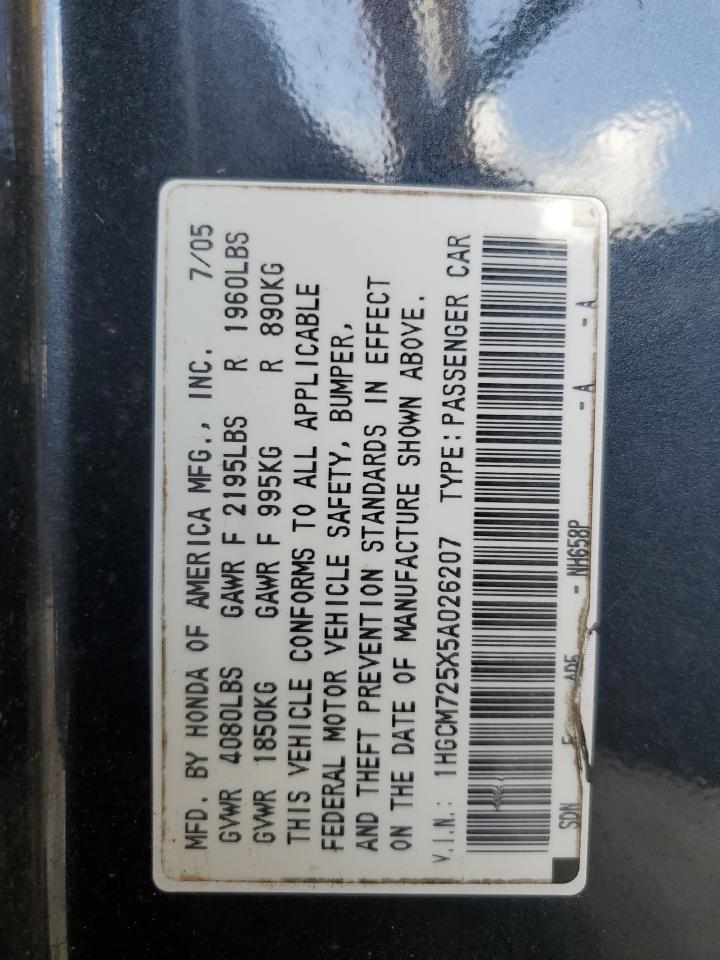 MFD. BY HONDA OF AMERICA MFG., INC. 7/05
GVWR 4080LBS GAWR F 2195LBS R 1960LBS
GVWR 1850KG GAWR F 995KG R 890KG
THIS VEHICLE CONFORMS TO ALL APPLICABLE
FEDERAL MOTOR VEHICLE SAFETY, BUMPER,
AND THEFT PREVENTION STANDARDS IN EFFECT
ON THE DATE OF MANUFACTURE SHOWN ABOVE.
V.I.N.: 1HGCM725X5A026207 TYPE: PASSENGER CAR
SDN - NH658P - A - A